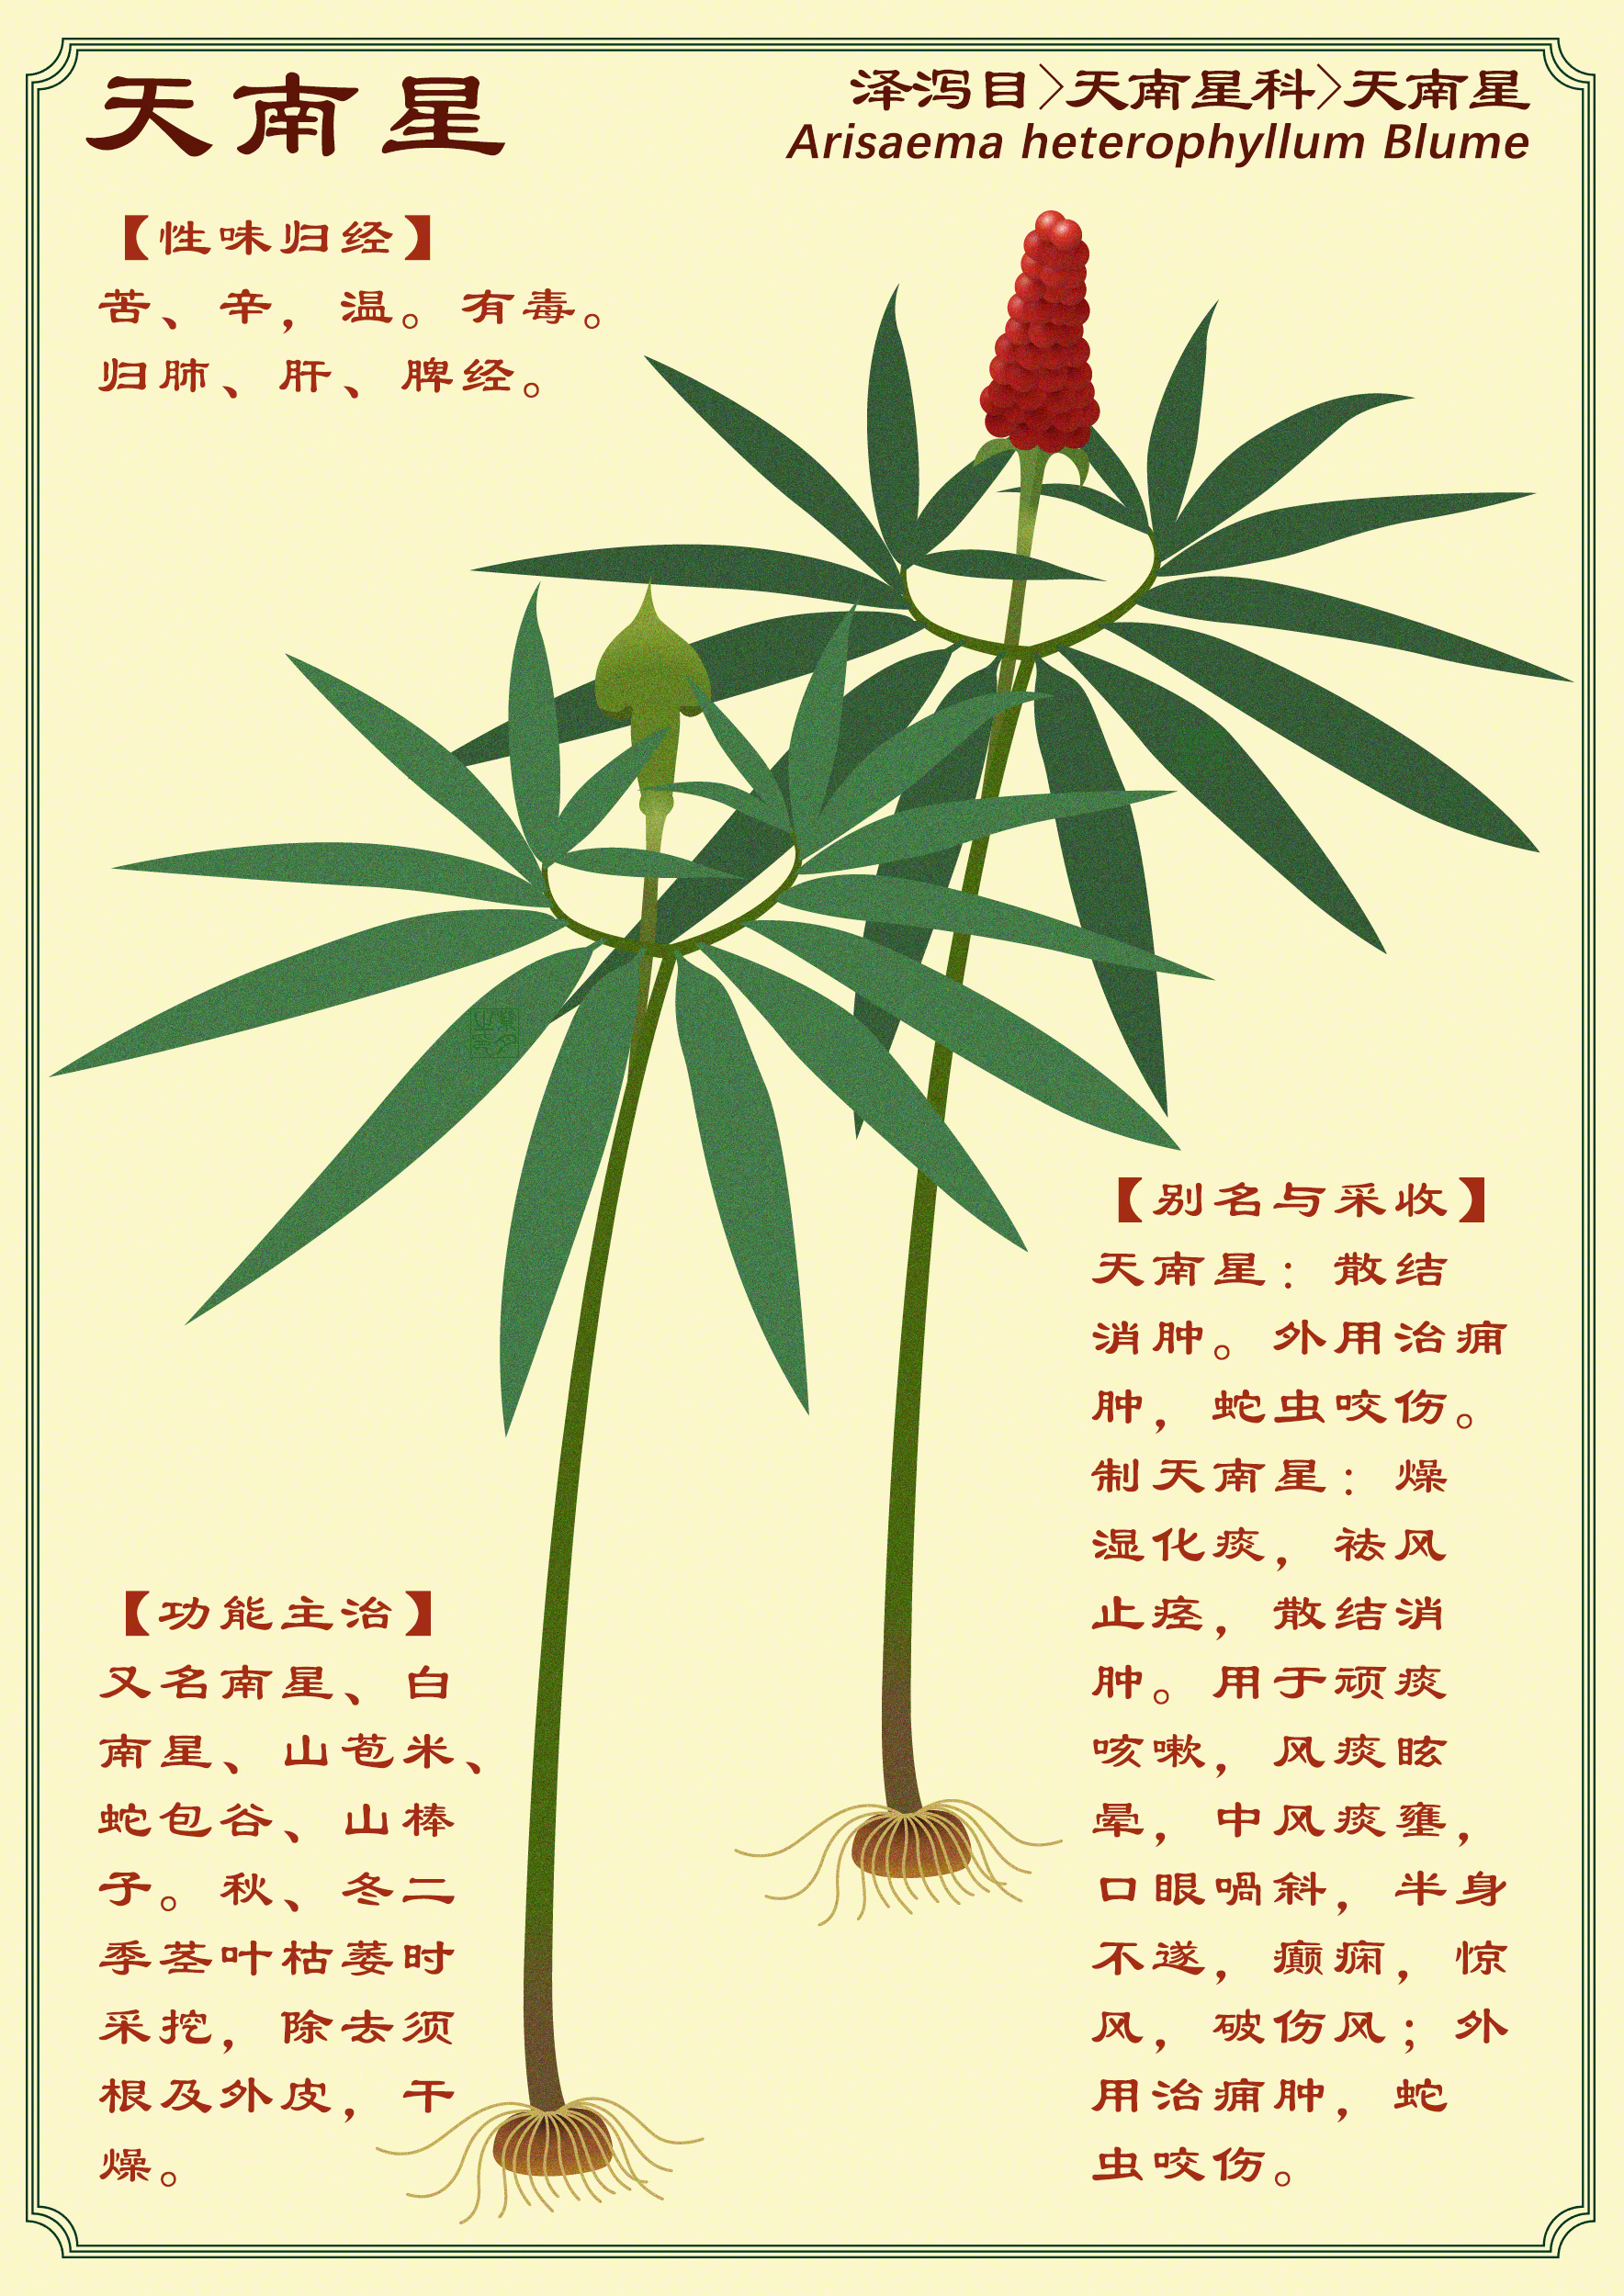 天南星
泽泻目>天南星科>天南星
Arisaema heterophyllum Blume
【性味归经】
苦、辛，温。有毒。
归肺、肝、脾经。
【功能主治】
又名南星、白
南星、山苞米、
蛇包谷、山棒
子。秋、冬二
季茎叶枯萎时
采挖，除去须
根及外皮，干
燥。
【别名与采收】
天南星：散结
消肿。外用治痈
肿，蛇虫咬伤。
制天南星：燥
湿化痰，祛风
止痉，散结消
肿。用于顽痰
咳嗽，风痰眩
晕，中风痰壅，
口眼㖞斜，半身
不遂，癫痫，惊
风，破伤风；外
用治痈肿，蛇
虫咬伤。